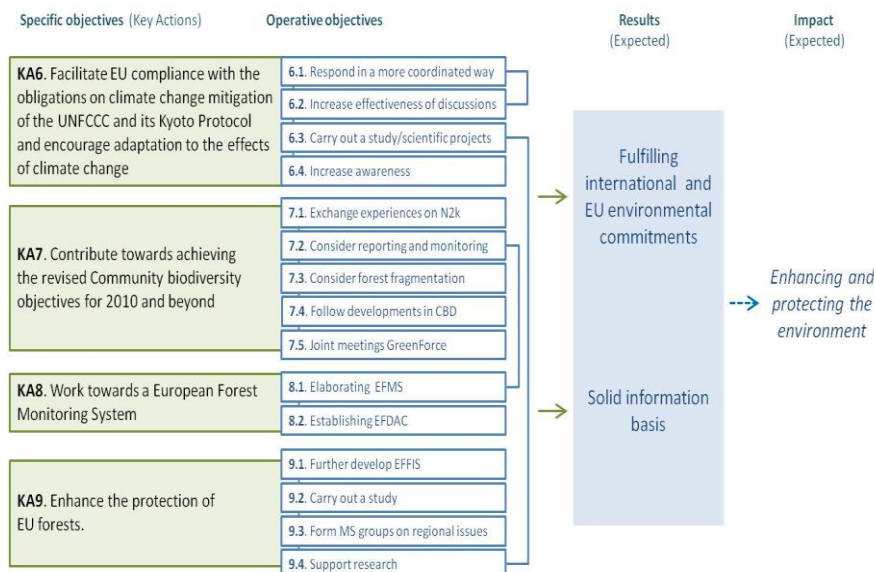 Specific objectives (Key Actions)
Operative objectives
Results
(Expected)
Impact
(Expected)
KA6. Facilitate EU compliance with the
obligations on climate change mitigation
of the UNFCCC and its Kyoto Protocol
and encourage adaptation to the effects
of climate change
6.1. Respond in a more coordinated way
6.2. Increase effectiveness of discussions
6.3. Carry out a study/scientific projects
6.4. Increase awareness
KA7. Contribute towards achieving
the revised Community biodiversity
objectives for 2010 and beyond
7.1. Exchange experiences on N2k
7.2. Consider reporting and monitoring
7.3. Consider forest fragmentation
7.4. Follow developments in CBD
7.5. Joint meetings GreenForce
KA8. Work towards a European Forest
Monitoring System
8.1. Elaborating EFMS
8.2. Establishing EFDAC
KA9. Enhance the protection of
EU forests.
9.1. Further develop EFFIS
9.2. Carry out a study
9.3. Form MS groups on regional issues
9.4. Support research
Fulfilling
international and
EU environmental
commitments
Solid information
basis
Enhancing and
protecting the
environment